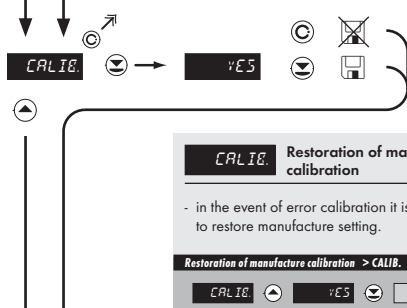 CALIB.
YES
CALIB.
Restoration of ma
calibration
- in the event of error calibration it is
to restore manufacture setting.
Restoration of manufacture calibration > CALIB.
CALIB.
YES